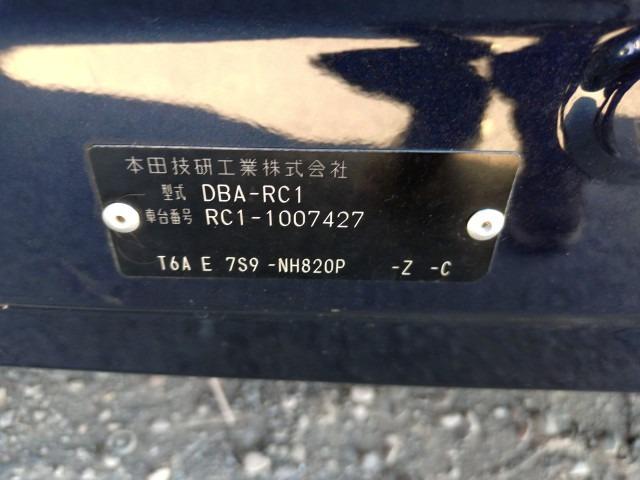 本田技研工業株式会社
型式 DBA-RC1
車台番号 RC1-1007427
T6A E 7S9 -NH820P -Z -C